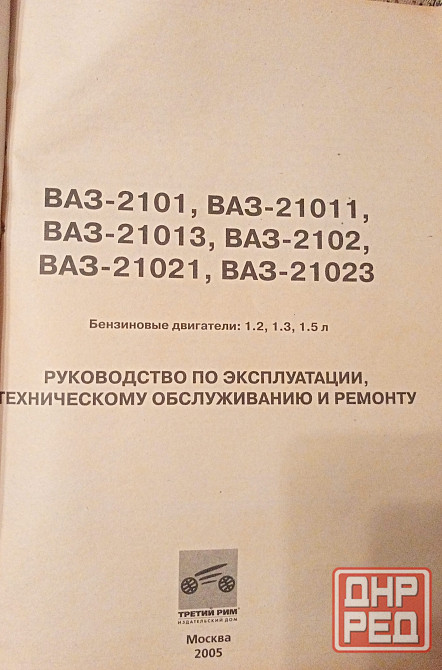 ВАЗ-2101, ВАЗ-21011,
ВАЗ-21013, ВАЗ-2102,
ВАЗ-21021, ВАЗ-21023
Бензиновые двигатели: 1.2, 1.3, 1.5 л
РУКОВОДСТВО ПО ЭКСПЛУАТАЦИИ,
ТЕХНИЧЕСКОМУ ОБСЛУЖИВАНИЮ И РЕМОНТУ
ТРЕТИЙ РИМ
ИЗДАТЕЛЬСКИЙ ДОМ
Москва
2005
ДНР
РЕД